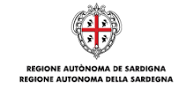 REGIONE AUTÒNOMA DE SARDIGNA
REGIONE AUTONOMA DELLA SARDEGNA